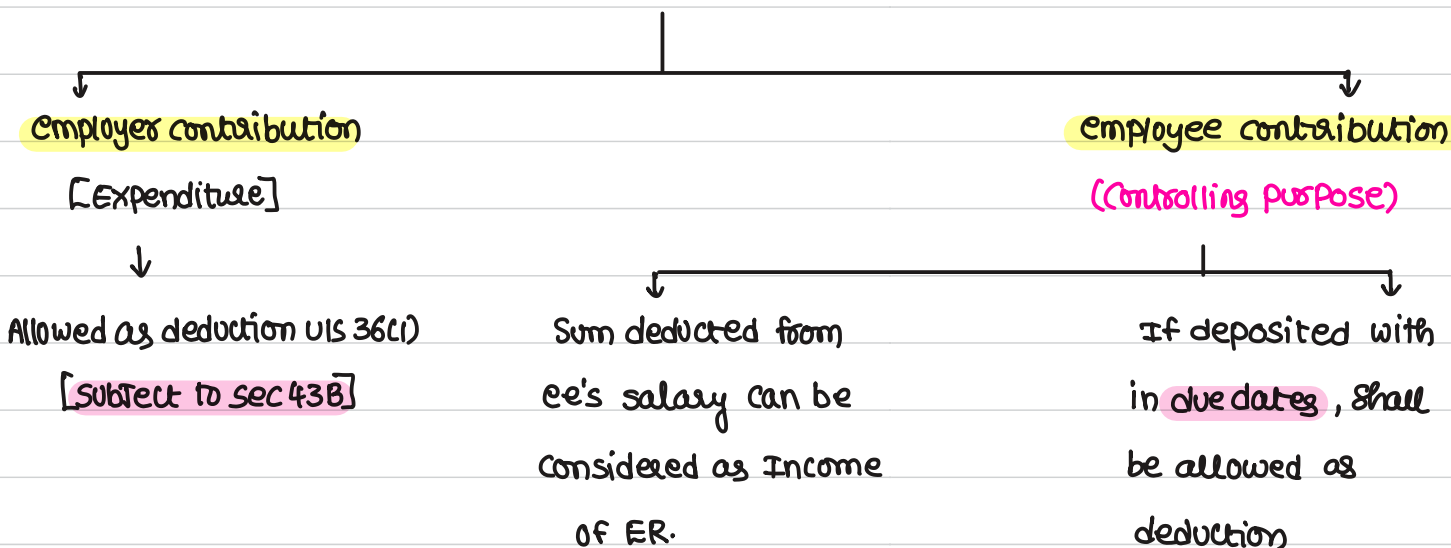 employer contribution
[Expenditure]
Allowed as deduction U/S 36(1)
[Subject to sec 43B]
employee contribution
(Controlling purpose)
Sum deducted from
ee's salary can be
considered as Income
of ER.
If deposited with
in due dates, shall
be allowed as
deduction